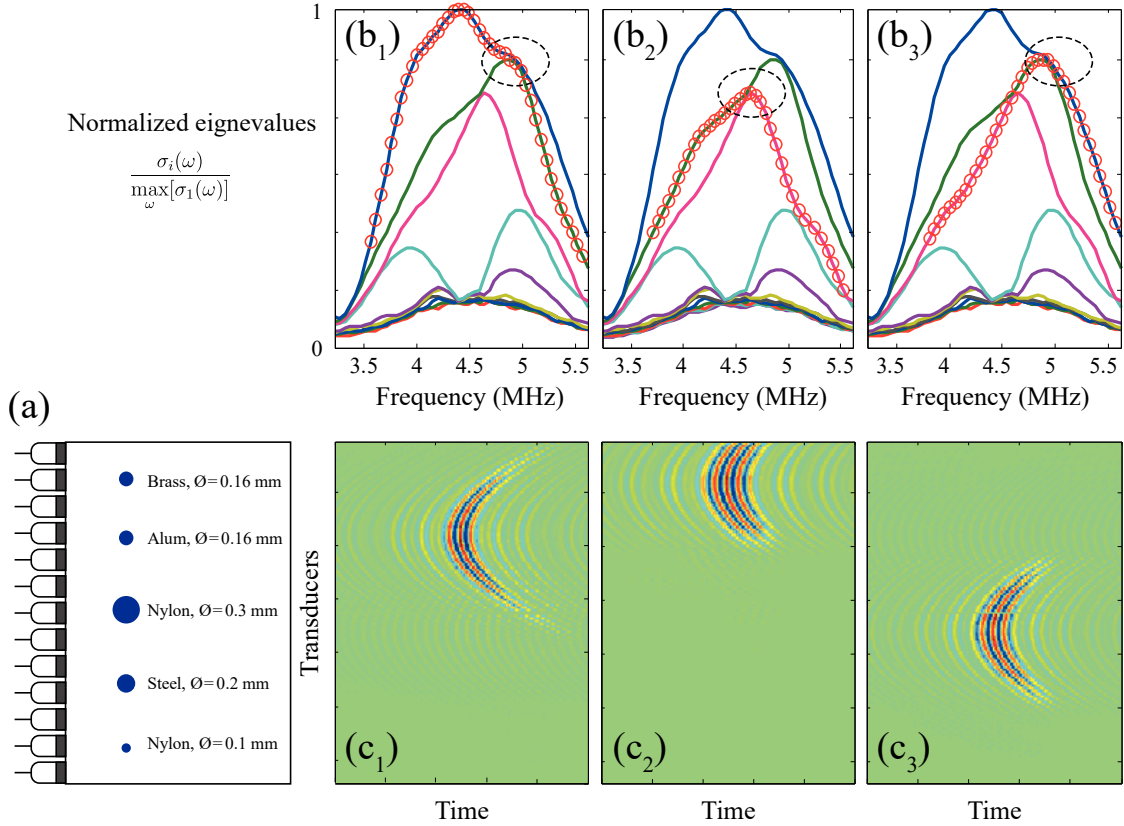 1
(b1)
(b2)
(b3)
Normalized eignevalues
σi(ω)
max[σ1(ω)]
ω
0
3.5 4 4.5 5 5.5
3.5 4 4.5 5 5.5
3.5 4 4.5 5 5.5
Frequency (MHz)
Frequency (MHz)
Frequency (MHz)
(a)
Brass, Ø=0.16 mm
Alum, Ø=0.16 mm
Nylon, Ø=0.3 mm
Steel, Ø=0.2 mm
Nylon, Ø=0.1 mm
Transducers
(c1)
(c2)
(c3)
Time
Time
Time